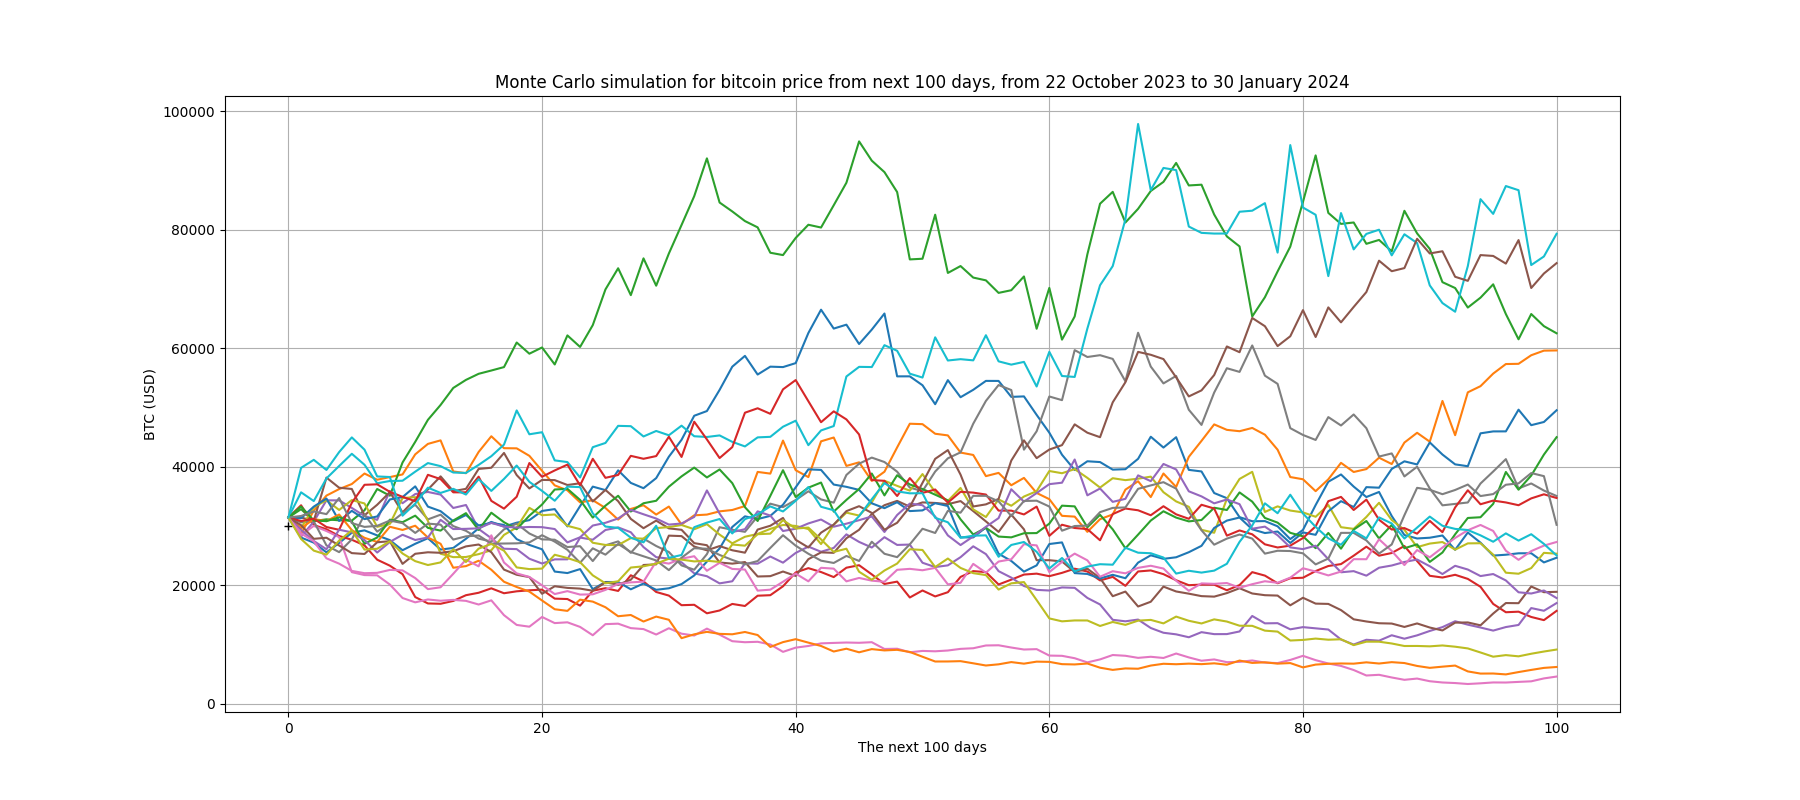 Monte Carlo simulation for bitcoin price from next 100 days, from 22 October 2023 to 30 January 2024
100000
80000
60000
40000
20000
0
BTC (USD)
0 20 40 60 80 100
The next 100 days